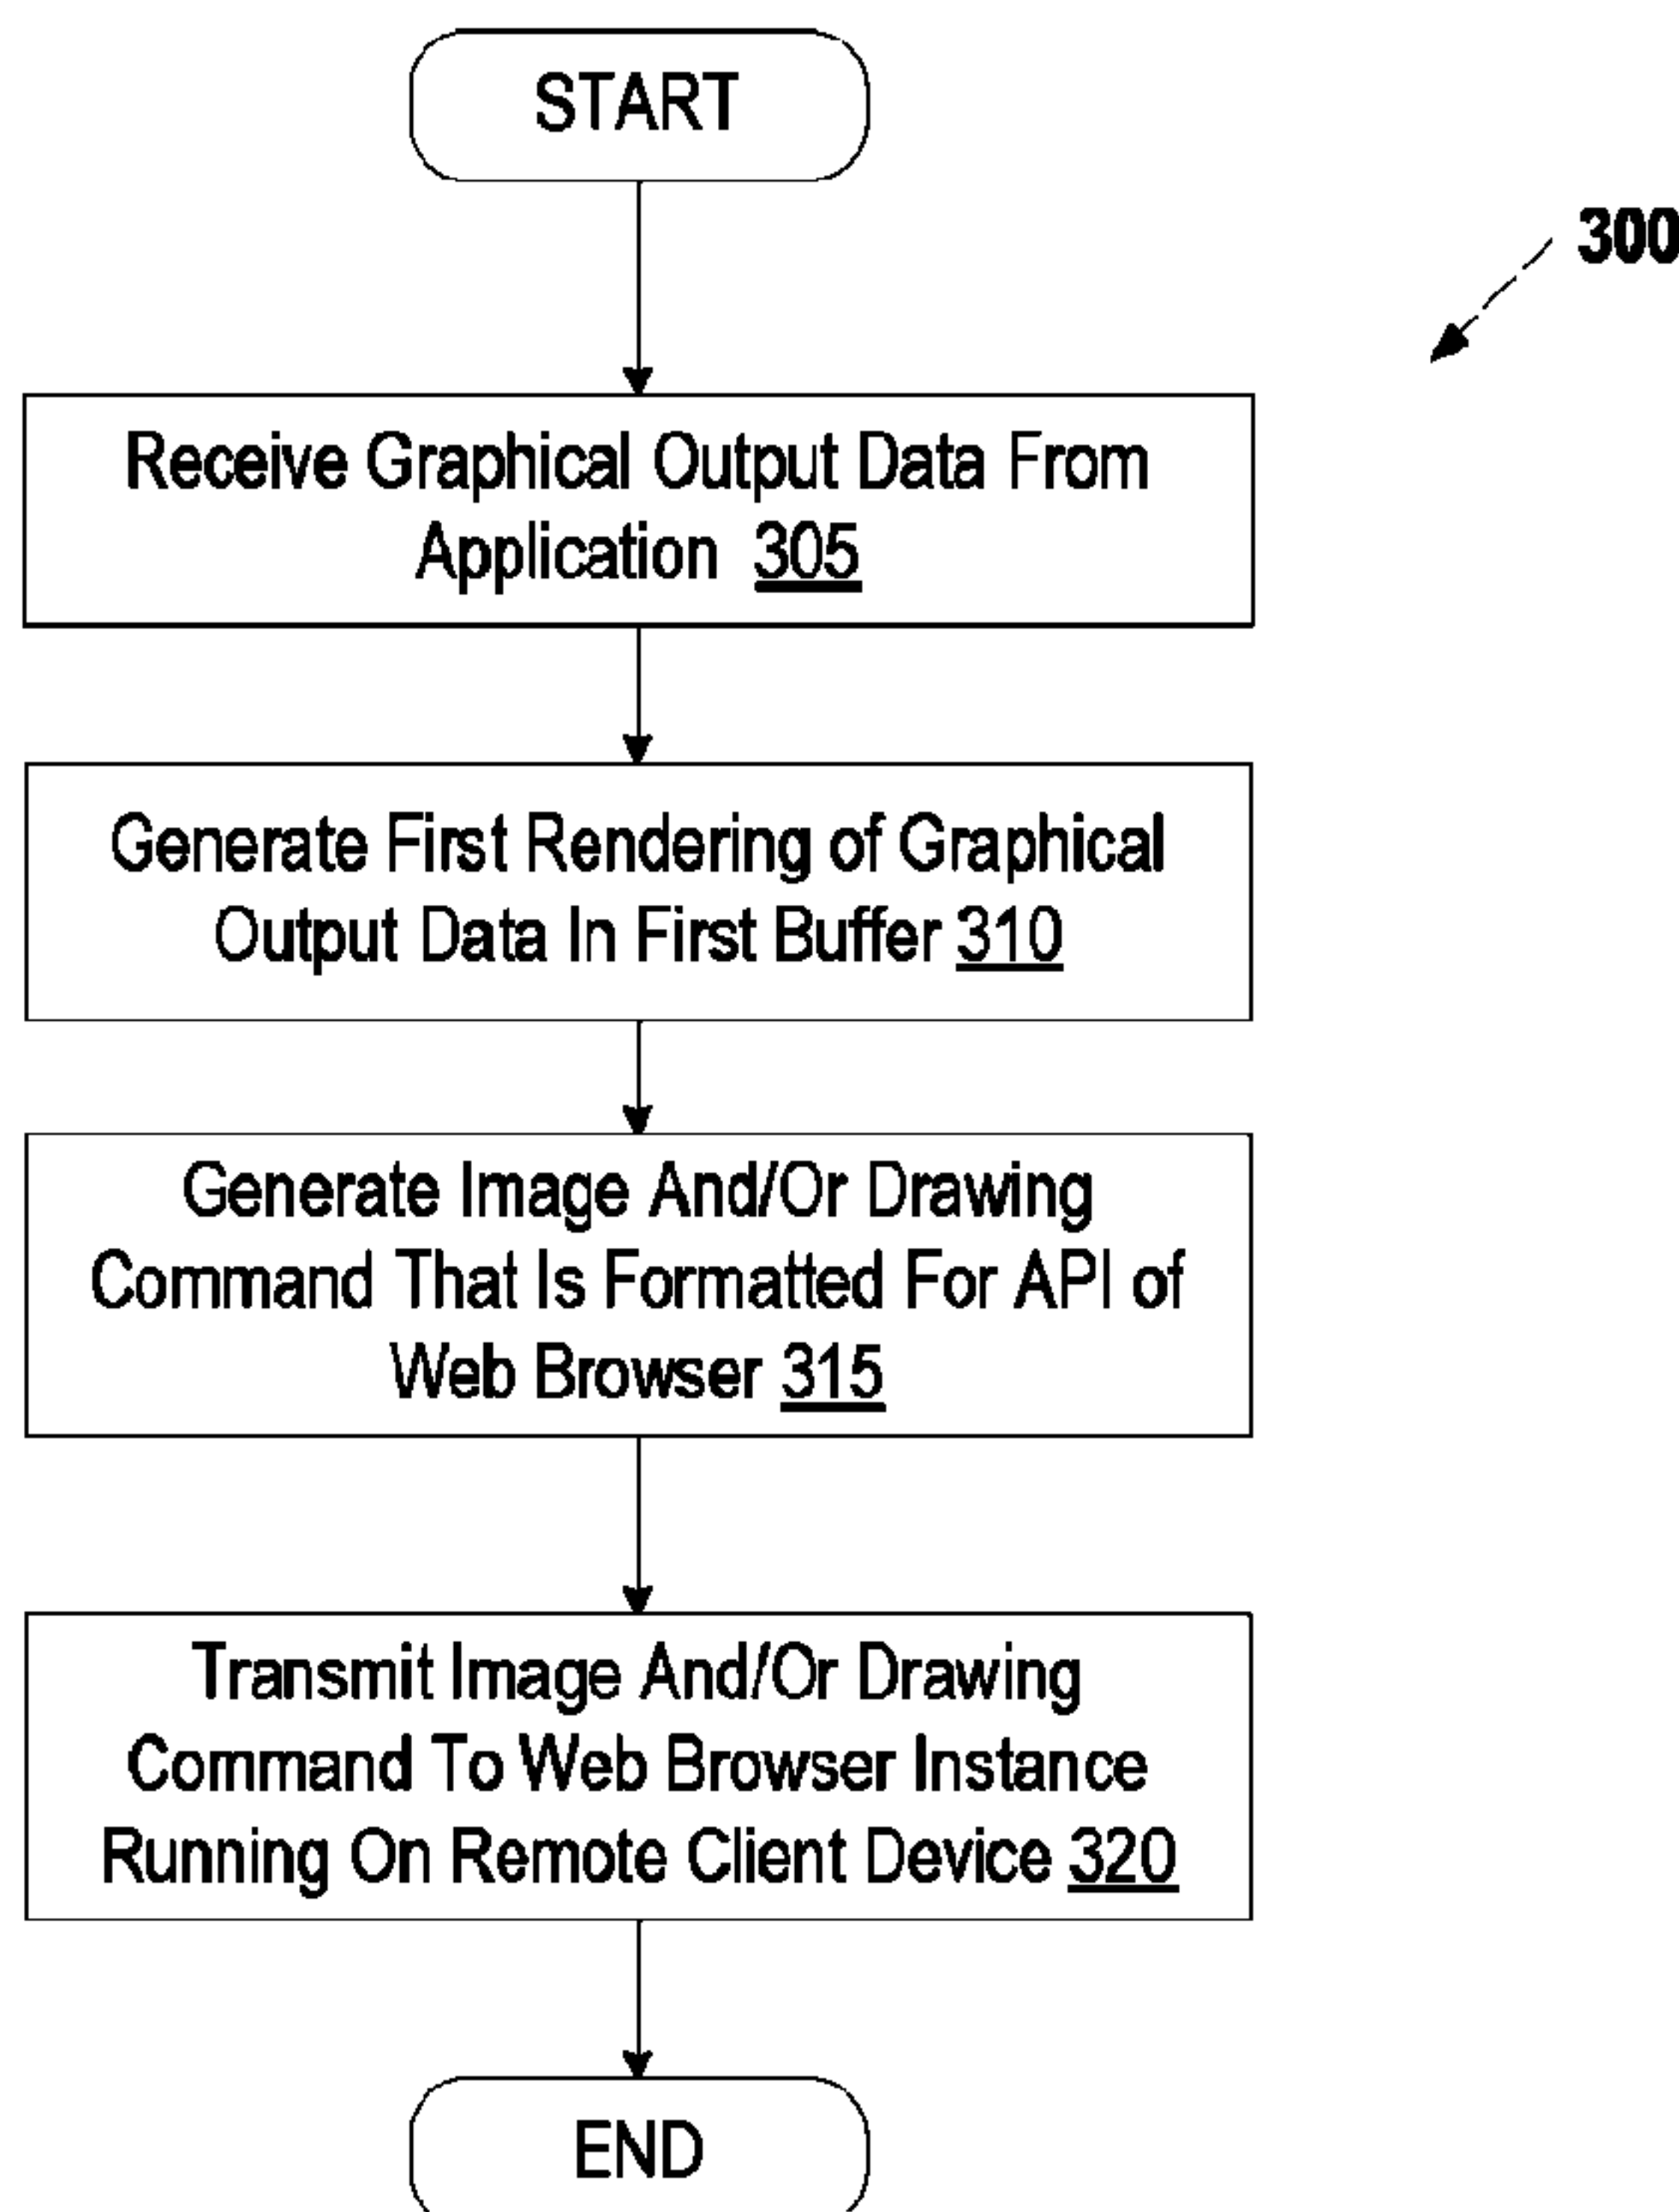 START
300
Receive Graphical Output Data From
Application 305
Generate First Rendering of Graphical
Output Data In First Buffer 310
Generate Image And/Or Drawing
Command That Is Formatted For API of
Web Browser 315
Transmit Image And/Or Drawing
Command To Web Browser Instance
Running On Remote Client Device 320
END